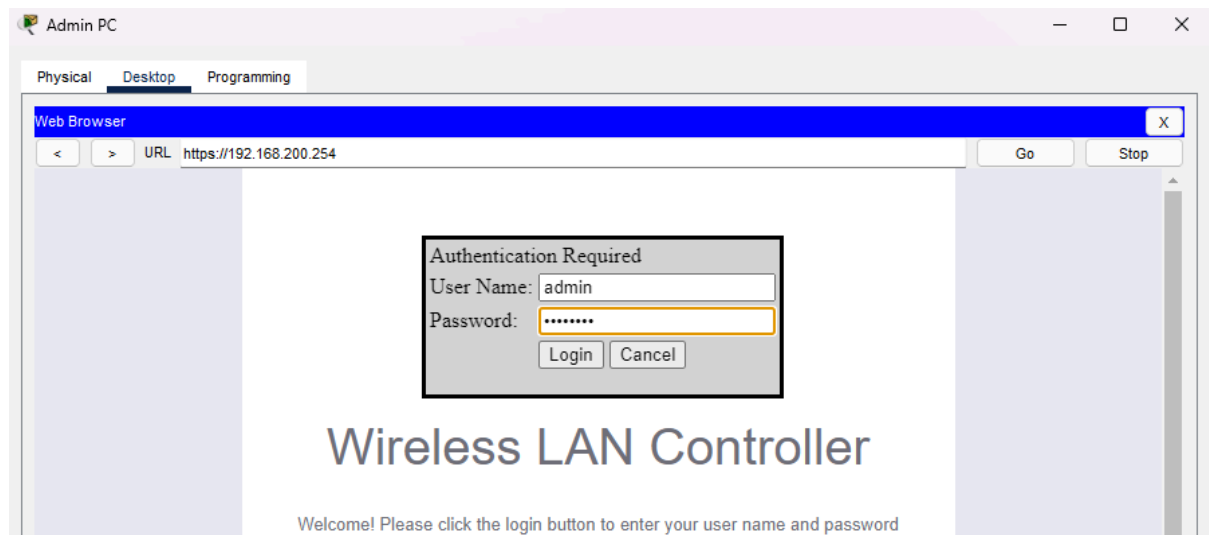 Admin PC
Physical Desktop Programming
Web Browser X
< > URL https://192.168.200.254 Go Stop
Authentication Required
User Name: admin
Password: ••••••••
Login Cancel
Wireless LAN Controller
Welcome! Please click the login button to enter your user name and password